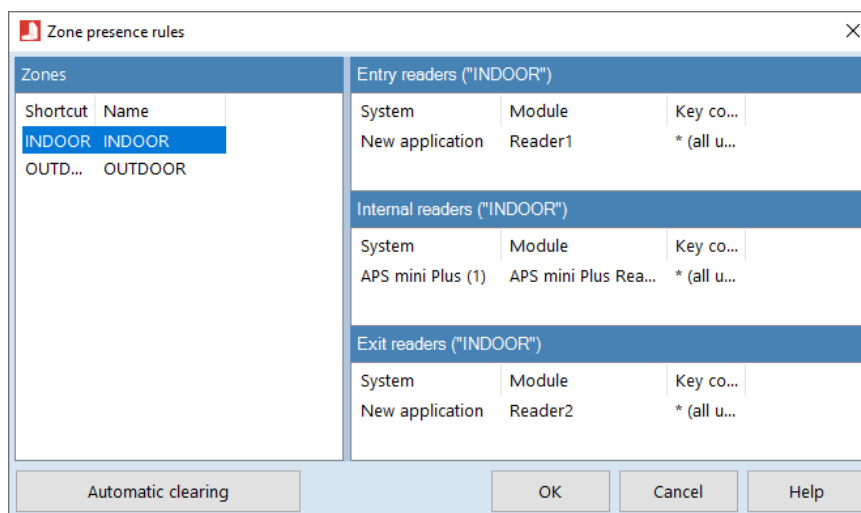 Zone presence rules
Zones
Shortcut Name
INDOOR INDOOR
OUTD... OUTDOOR
Entry readers ("INDOOR")
System Module Key co...
New application Reader1 * (all u...
Internal readers ("INDOOR")
System Module Key co...
APS mini Plus (1) APS mini Plus Rea... * (all u...
Exit readers ("INDOOR")
System Module Key co...
New application Reader2 * (all u...
Automatic clearing OK Cancel Help